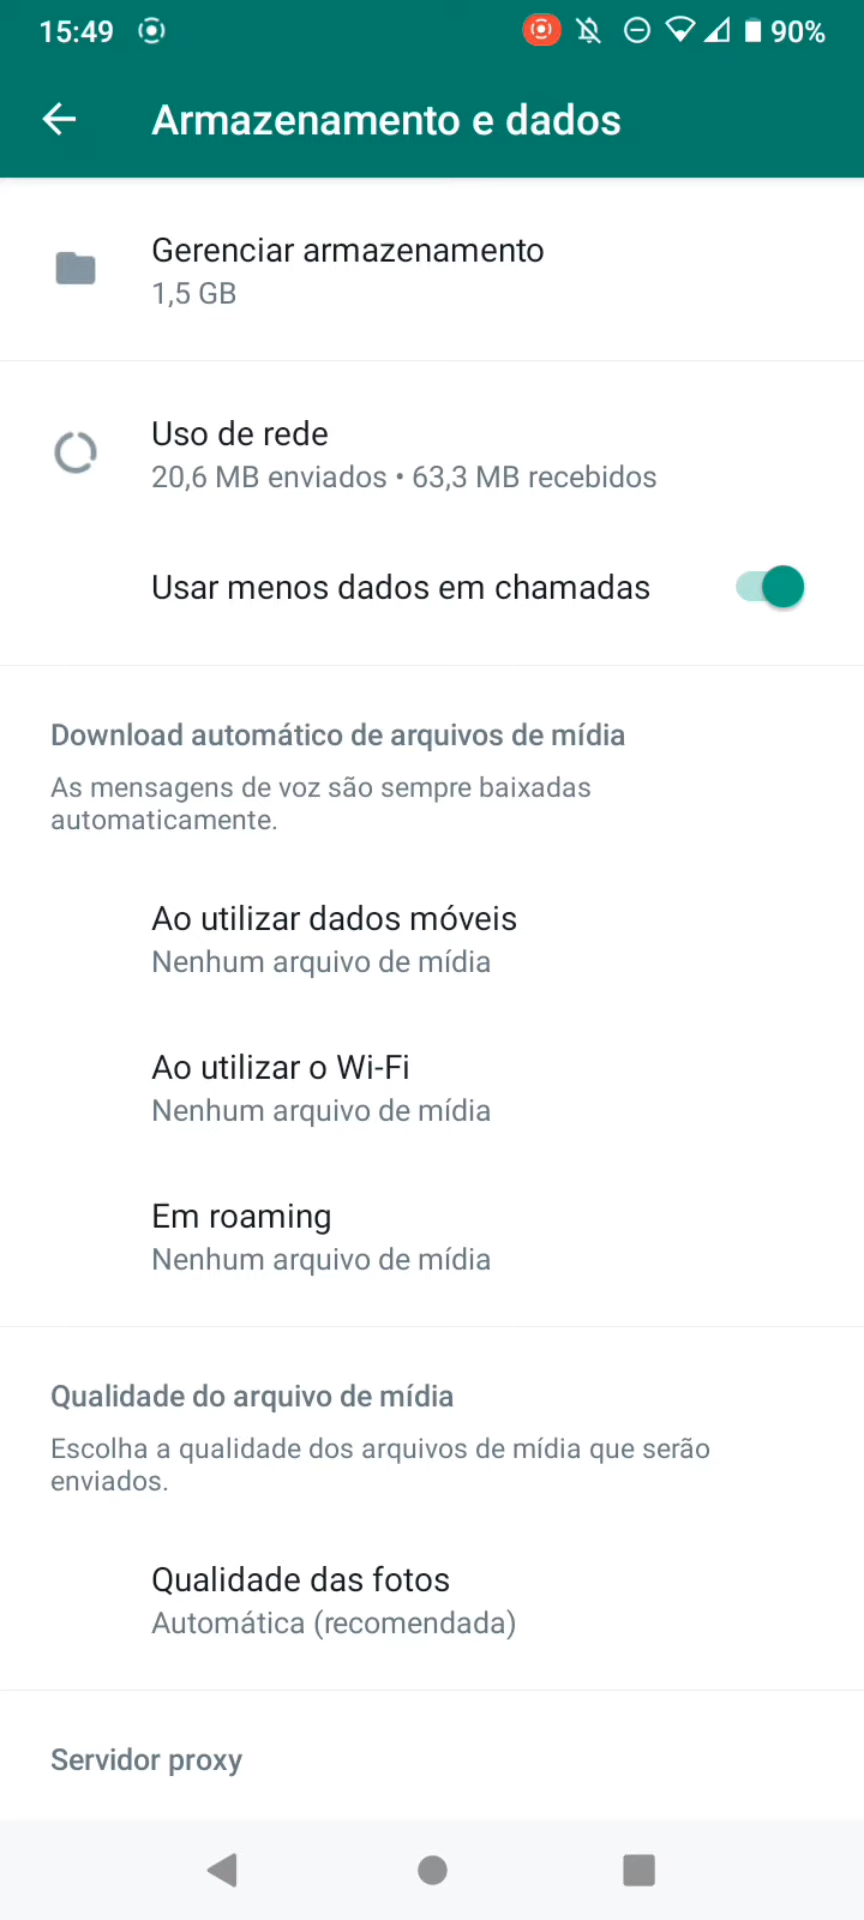 15:49
90%
Armazenamento e dados
Gerenciar armazenamento
1,5 GB
Uso de rede
20,6 MB enviados • 63,3 MB recebidos
Usar menos dados em chamadas
Download automático de arquivos de mídia
As mensagens de voz são sempre baixadas
automaticamente.
Ao utilizar dados móveis
Nenhum arquivo de mídia
Ao utilizar o Wi-Fi
Nenhum arquivo de mídia
Em roaming
Nenhum arquivo de mídia
Qualidade do arquivo de mídia
Escolha a qualidade dos arquivos de mídia que serão
enviados.
Qualidade das fotos
Automática (recomendada)
Servidor proxy